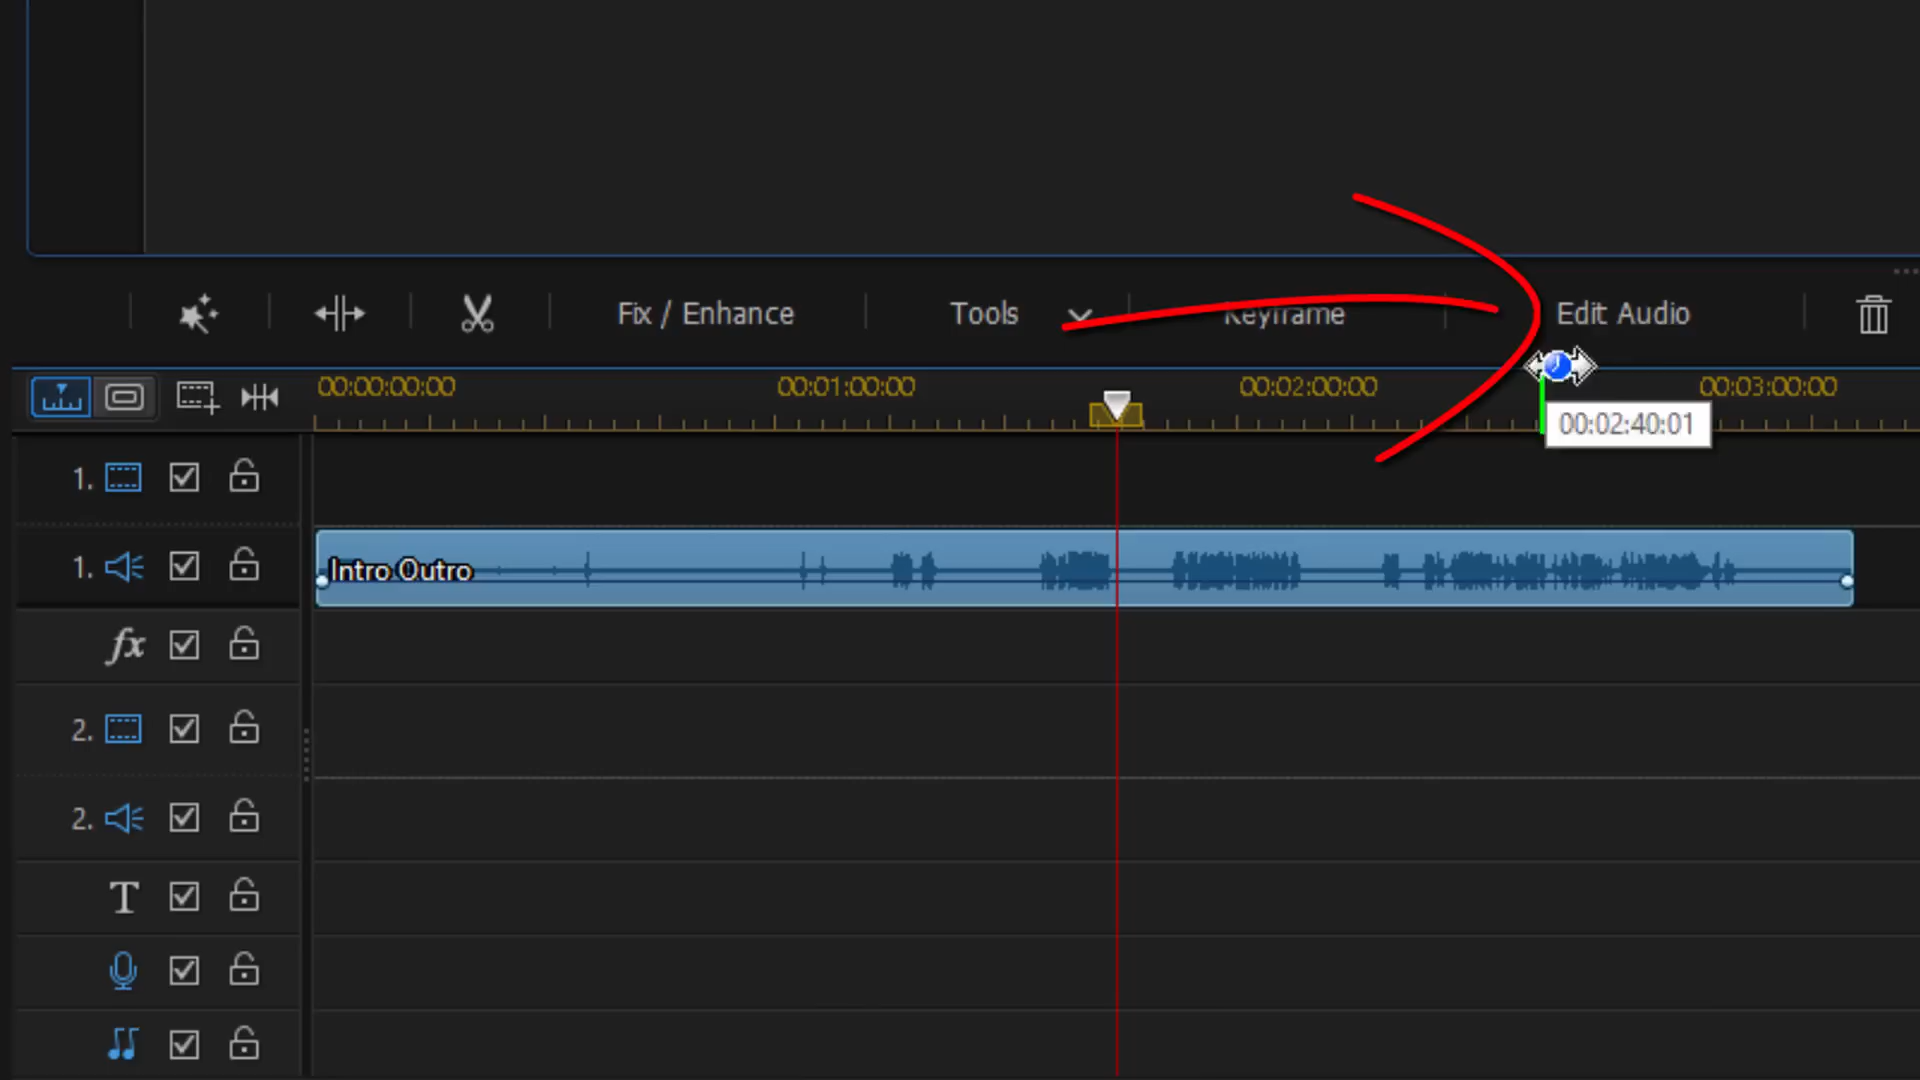 Fix / Enhance
Tools
Keyframe
Edit Audio
00:00:00:00
00:01:00:00
00:02:00:00
00:03:00:00
00:02:40:01
1.
1.
Intro Outro
fx
2.
2.
T